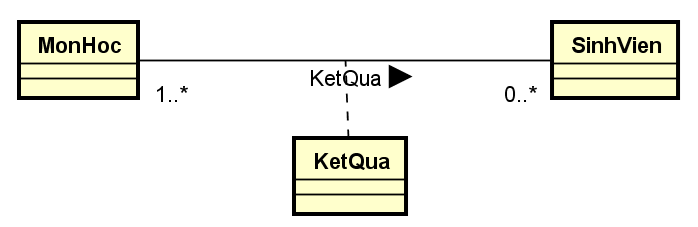 MonHoc
SinhVien
KetQua ▶
1..*
0..*
KetQua